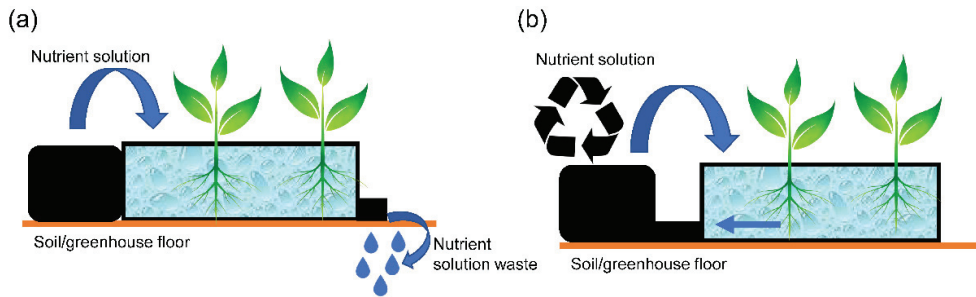 (a)
Nutrient solution
Soil/greenhouse floor
Nutrient
solution waste
(b)
Nutrient solution
Soil/greenhouse floor